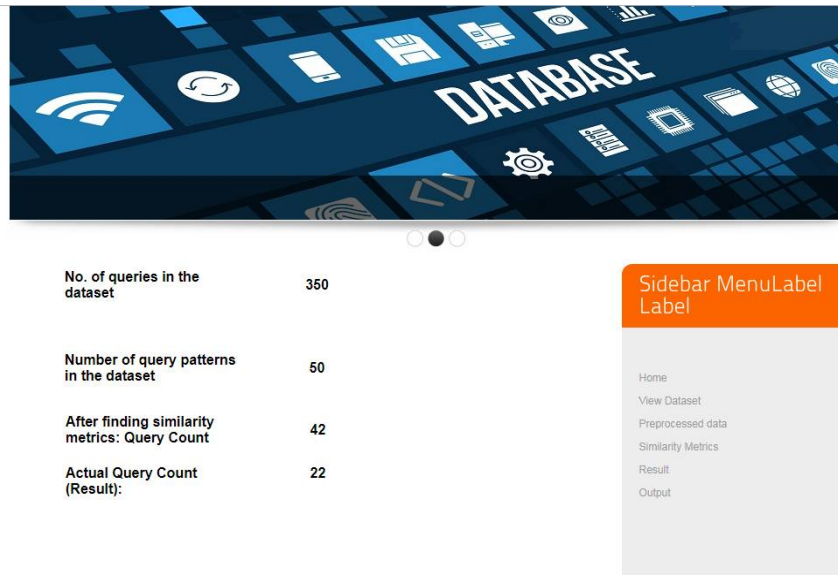 DATABASE
No. of queries in the
dataset
350
Number of query patterns
in the dataset
50
After finding similarity
metrics: Query Count
42
Actual Query Count
(Result):
22
Sidebar MenuLabel
Label
Home
View Dataset
Preprocessed data
Similarity Metrics
Result
Output